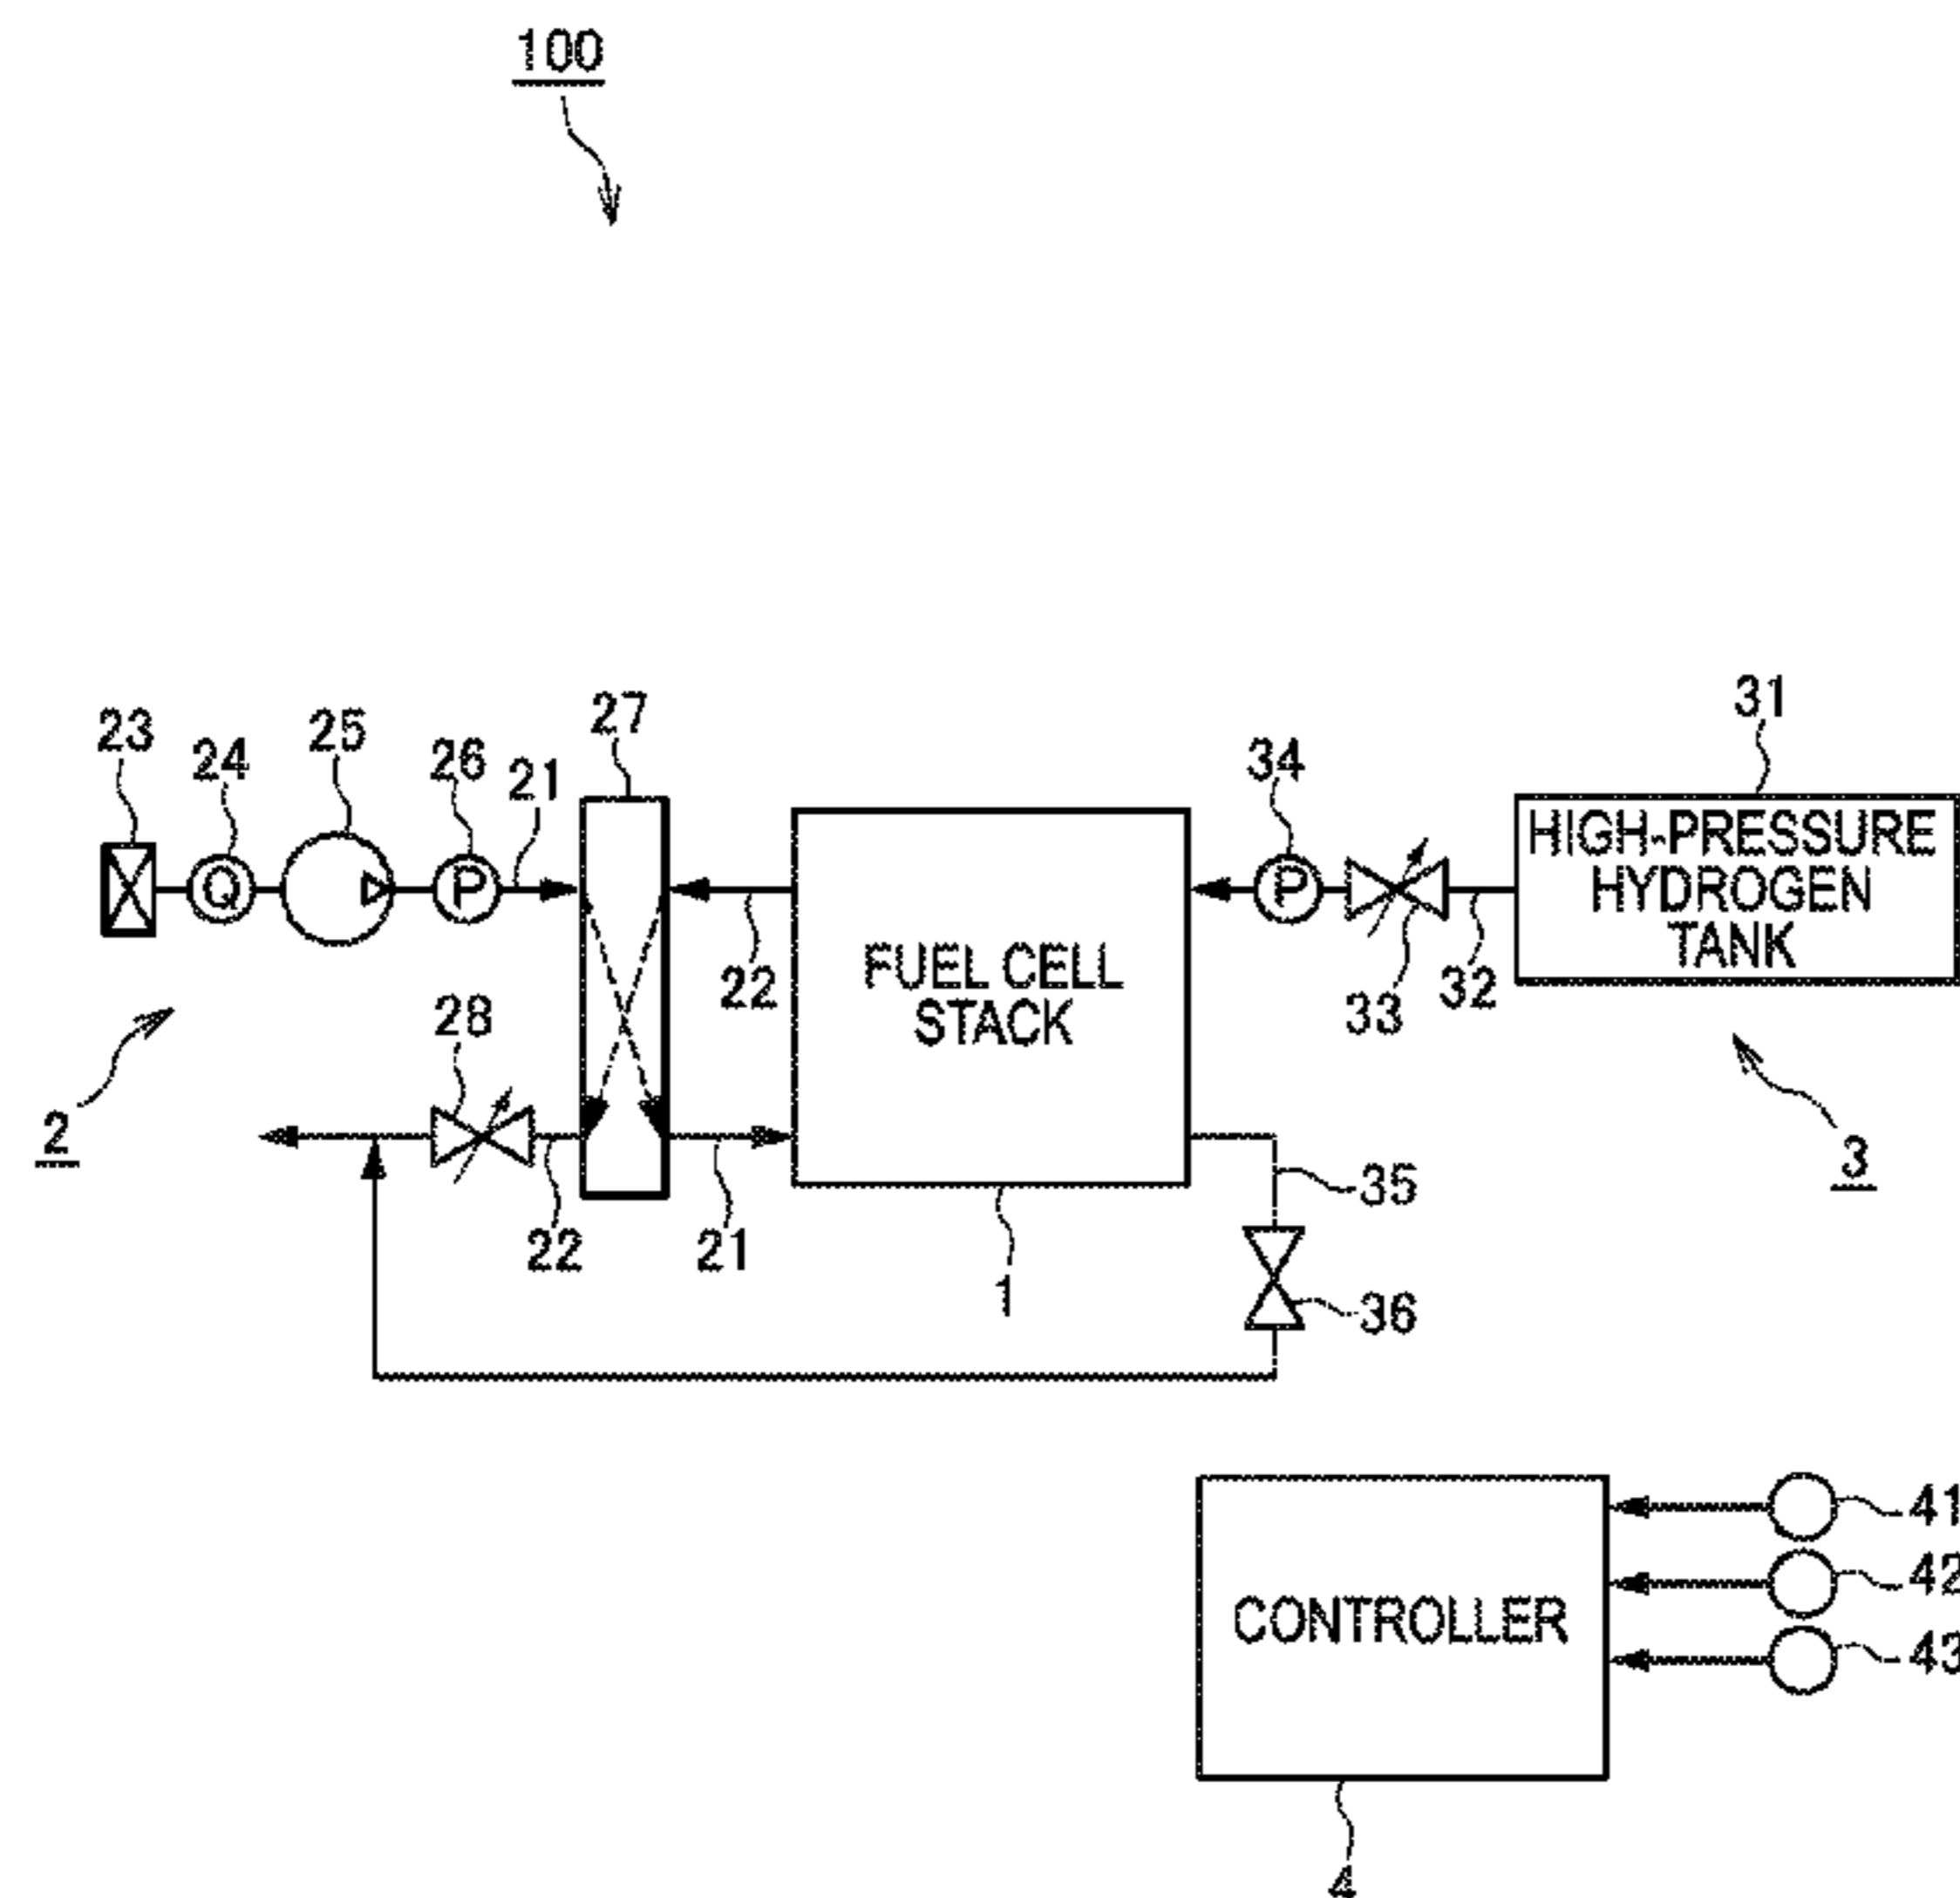 100
27
31
23
24
25
26
21
34
HIGH-PRESSURE
HYDROGEN
TANK
Q
P
P
22
FUEL CELL
STACK
33
32
28
2
3
35
22
21
1
36
41
42
43
CONTROLLER
4